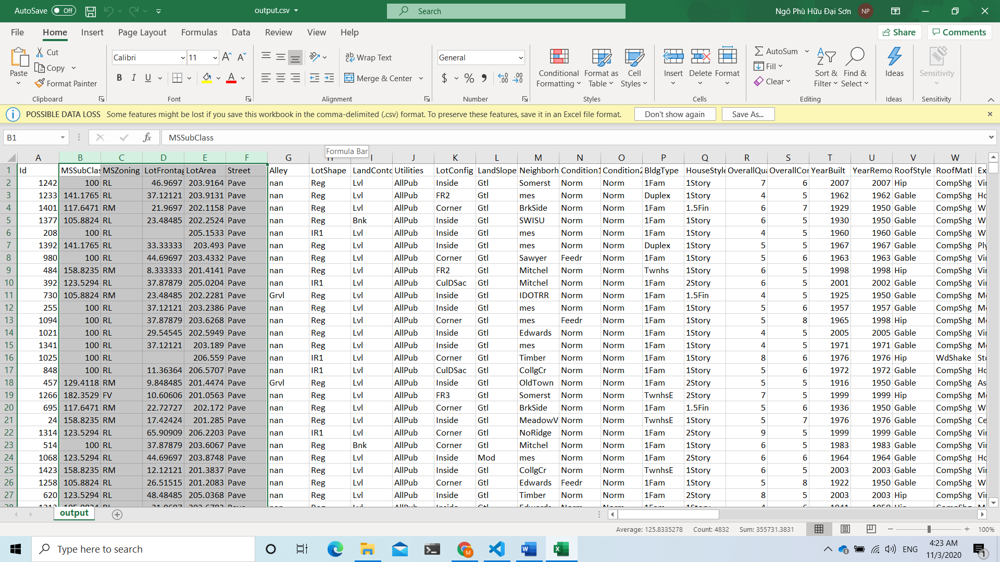 AutoSave Off output.csv Search Ngô Phù Hữu Đại Sơn NP
File Home Insert Page Layout Formulas Data Review View Help Share Comments
Paste Cut Copy Format Painter Clipboard
Calibri 11 B I U A Font
Wrap Text Merge & Center Alignment
General $ % Number
Conditional Formatting Format as Table Cell Styles Styles
Insert Delete Format Cells
AutoSum Fill Clear Sort & Filter Find & Select Editing
Ideas Ideas
Sensitivity Sensitivity
POSSIBLE DATA LOSS Some features might be lost if you save this workbook in the comma-delimited (.csv) format. To preserve these features, save it in an Excel file format. Don't show again Save As...
B1 fx MSSubClass
Formula Bar
A B C D E F G H I J K L M N O P Q R S T U V W
1 Id MSSubClas MSZoning LotFrontag LotArea Street Alley LotShape LandConto Utilities LotConfig LandSlope Neighborh Condition1 Condition2 BldgType HouseStyle OverallQua OverallCon YearBuilt YearRemo RoofStyle RoofMatl Ex
2 1242 100 RL 46.9697 203.9164 Pave nan Reg Lvl AllPub Inside Gtl Somerst Norm Norm 1Fam 1Story 7 6 2007 2007 Hip CompShg Vi
3 1233 141.1765 RL 37.12121 203.9131 Pave nan Reg Lvl AllPub FR2 Gtl mes Norm Norm Duplex 1Story 4 5 1962 1962 Gable CompShg Hd
4 1401 117.6471 RM 21.9697 202.1158 Pave nan Reg Lvl AllPub Corner Gtl BrkSide Norm Norm 1Fam 1.5Fin 6 7 1929 1950 Gable CompShg W
5 1377 105.8824 RL 23.48485 202.2524 Pave nan Reg Bnk AllPub Inside Gtl SWISU Norm Norm 1Fam 1Story 6 5 1930 1950 Gable CompShg W
6 208 100 RL 205.1533 Pave nan IR1 Lvl AllPub Inside Gtl mes Norm Norm 1Fam 1Story 4 5 1960 1960 Gable CompShg W
7 1392 141.1765 RL 33.33333 203.493 Pave nan Reg Lvl AllPub Inside Gtl mes Norm Norm Duplex 1Story 5 5 1967 1967 Gable CompShg Ply
8 980 100 RL 44.69697 203.4332 Pave nan Reg Lvl AllPub Corner Gtl Sawyer Feedr Norm 1Fam 1Story 5 6 1963 1963 Gable CompShg Vi
9 484 158.8235 RM 8.333333 201.4141 Pave nan Reg Lvl AllPub FR2 Gtl Mitchel Norm Norm Twnhs 1Story 6 5 1998 1998 Hip CompShg Vi
10 392 123.5294 RL 37.87879 205.0204 Pave nan IR1 Lvl AllPub CulDSac Gtl Mitchel Norm Norm 1Fam 2Story 6 5 2001 2002 Gable CompShg Vi
11 730 105.8824 RM 23.48485 202.2281 Pave Grvl Reg Lvl AllPub Inside Gtl IDOTRR Norm Norm 1Fam 1.5Fin 4 5 1925 1950 Gable CompShg M
12 255 100 RL 37.12121 203.2386 Pave nan Reg Lvl AllPub Inside Gtl mes Norm Norm 1Fam 1Story 5 6 1957 1957 Gable CompShg M
13 1094 100 RL 37.87879 203.6268 Pave nan Reg Lvl AllPub Corner Gtl mes Feedr Norm 1Fam 1Story 5 8 1965 1998 Hip CompShg M
14 1021 100 RL 29.54545 202.5949 Pave nan Reg Lvl AllPub Inside Gtl Edwards Norm Norm 1Fam 1Story 4 5 2005 2005 Gable CompShg Vi
15 1341 100 RL 37.12121 203.189 Pave nan Reg Lvl AllPub Inside Gtl mes Norm Norm 1Fam 1Story 4 5 1971 1971 Gable CompShg M
16 1025 100 RL 206.559 Pave nan IR1 Lvl AllPub Corner Gtl Timber Norm Norm 1Fam 1Story 8 6 1976 1976 Hip WdShake Sto
17 848 100 RL 11.36364 206.5707 Pave nan IR1 Lvl AllPub CulDSac Gtl CollgCr Norm Norm 1Fam 1Story 5 6 1972 1972 Gable CompShg Hd
18 457 129.4118 RM 9.848485 201.4474 Pave Grvl Reg Lvl AllPub Inside Gtl OldTown Norm Norm 1Fam 2Story 5 5 1916 1950 Gable CompShg As
19 1266 182.3529 FV 10.60606 201.0563 Pave nan Reg Lvl AllPub FR3 Gtl Somerst Norm Norm TwnhsE 2Story 7 5 1999 1999 Hip CompShg M
20 695 117.6471 RM 22.72727 202.172 Pave nan Reg Lvl AllPub Corner Gtl BrkSide Norm Norm 1Fam 1.5Fin 5 6 1936 1950 Gable CompShg W
21 24 158.8235 RM 17.42424 201.285 Pave nan Reg Lvl AllPub Inside Gtl MeadowV Norm Norm TwnhsE 1Story 5 7 1976 1976 Gable CompShg Ce
22 1314 123.5294 RL 65.90909 206.2203 Pave nan IR1 Lvl AllPub Corner Gtl NoRidge Norm Norm 1Fam 2Story 9 5 1999 1999 Gable CompShg Vi
23 514 100 RL 37.87879 203.6067 Pave nan Reg Bnk AllPub Corner Gtl Mitchel Norm Norm 1Fam 1Story 6 5 1983 1983 Gable CompShg Vi
24 1068 123.5294 RL 44.69697 203.8748 Pave nan Reg Lvl AllPub Inside Mod mes Norm Norm 1Fam 2Story 6 6 1964 1964 Gable CompShg Hd
25 1423 158.8235 RM 12.12121 201.3837 Pave nan Reg Lvl AllPub Inside Gtl CollgCr Norm Norm TwnhsE 1Story 6 5 2003 2003 Gable CompShg Vi
26 1258 105.8824 RL 26.51515 201.2083 Pave nan Reg Lvl AllPub Corner Gtl Edwards Feedr Norm 1Fam 1Story 5 8 1922 1950 Gable CompShg W
27 620 123.5294 RL 48.48485 205.0368 Pave nan Reg Lvl AllPub Inside Gtl Timber Norm Norm 1Fam 2Story 8 5 2003 2003 Hip CompShg Vi
output
Average: 125.8335278 Count: 4832 Sum: 355731.3831 100%
Type here to search ENG 4:23 AM
11/3/2020 1